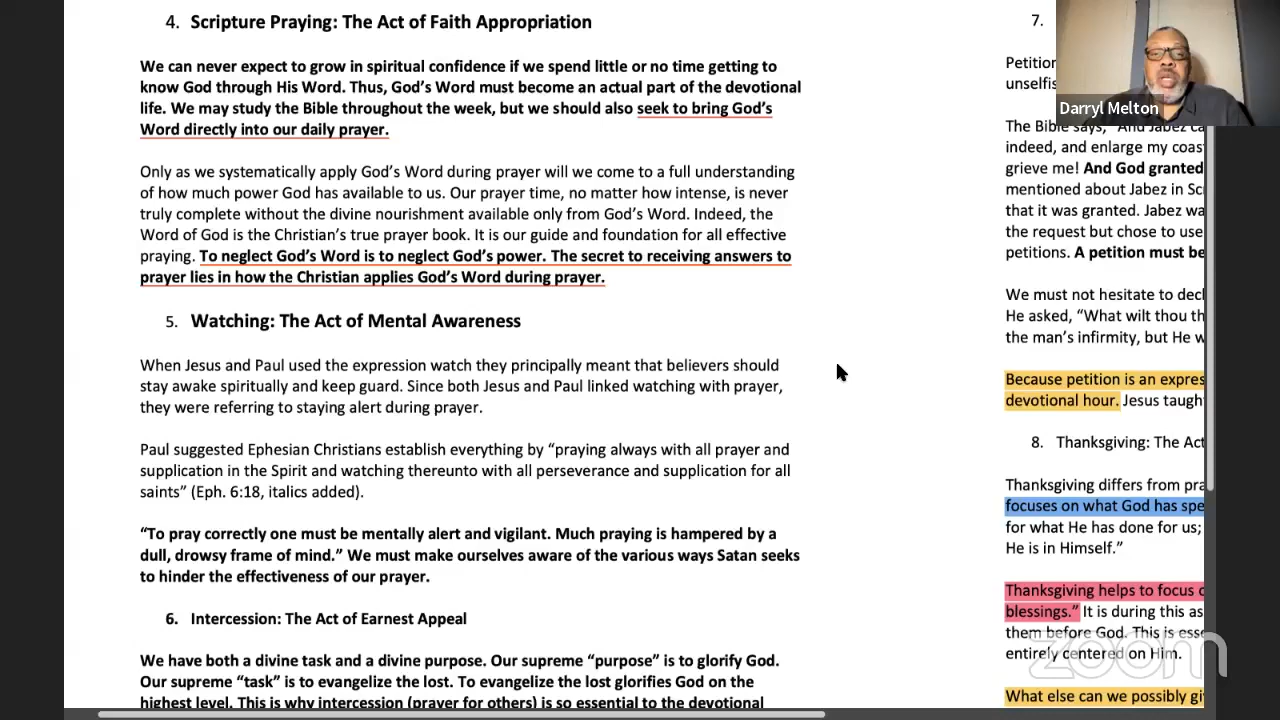 4. Scripture Praying: The Act of Faith Appropriation
We can never expect to grow in spiritual confidence if we spend little or no time getting to
know God through His Word. Thus, God's Word must become an actual part of the devotional
life. We may study the Bible throughout the week, but we should also seek to bring God's
Word directly into our daily prayer.
Only as we systematically apply God's Word during prayer will we come to a full understanding
of how much power God has available to us. Our prayer time, no matter how intense, is never
truly complete without the divine nourishment available only from God's Word. Indeed, the
Word of God is the Christian's true prayer book. It is our guide and foundation for all effective
praying. To neglect God's Word is to neglect God's power. The secret to receiving answers to
prayer lies in how the Christian applies God's Word during prayer.
5. Watching: The Act of Mental Awareness
When Jesus and Paul used the expression watch they principally meant that believers should
stay awake spiritually and keep guard. Since both Jesus and Paul linked watching with prayer,
they were referring to staying alert during prayer.
Paul suggested Ephesian Christians establish everything by “praying always with all prayer and
supplication in the Spirit and watching thereunto with all perseverance and supplication for all
saints” (Eph. 6:18, italics added).
“To pray correctly one must be mentally alert and vigilant. Much praying is hampered by a
dull, drowsy frame of mind.” We must make ourselves aware of the various ways Satan seeks
to hinder the effectiveness of our prayer.
6. Intercession: The Act of Earnest Appeal
We have both a divine task and a divine purpose. Our supreme “purpose” is to glorify God.
Our supreme “task” is to evangelize the lost. To evangelize the lost glorifies God on the
highest level. This is why intercession (prayer for others) is so essential to the devotional
7.
Petition
unselfis
The Bible says, “And Jabez ca
indeed, and enlarge my coas
grieve me! And God granted
mentioned about Jabez in Scr
that it was granted. Jabez wa
the request but chose to use
petitions. A petition must be
We must not hesitate to decl
He asked, “What wilt thou th
the man's infirmity, but He w
Because petition is an expres
devotional hour. Jesus taugh
8. Thanksgiving: The Act
Thanksgiving differs from pra
focuses on what God has spe
for what He has done for us;
He is in Himself.”
Thanksgiving helps to focus o
blessings.” It is during this as
them before God. This is esse
entirely centered on Him.
What else can we possibly gi
Darryl Melton
zoom